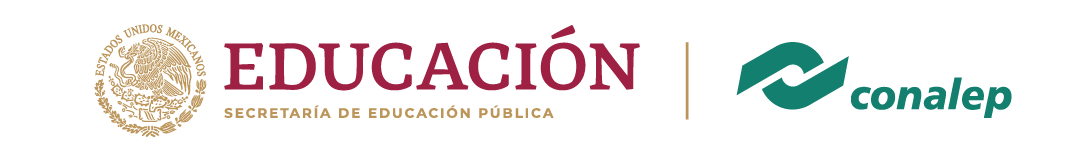 ESTADOS UNIDOS MEXICANOS
EDUCACIÓN
SECRETARÍA DE EDUCACIÓN PÚBLICA
conalep